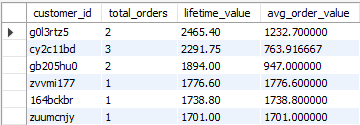 customer_id total_orders lifetime_value avg_order_value
g0l3rtz5 2 2465.40 1232.700000
cy2c11bd 3 2291.75 763.916667
gb205hu0 2 1894.00 947.000000
zvvmi177 1 1776.60 1776.600000
164bckbr 1 1738.80 1738.800000
zuumcnjy 1 1701.00 1701.000000